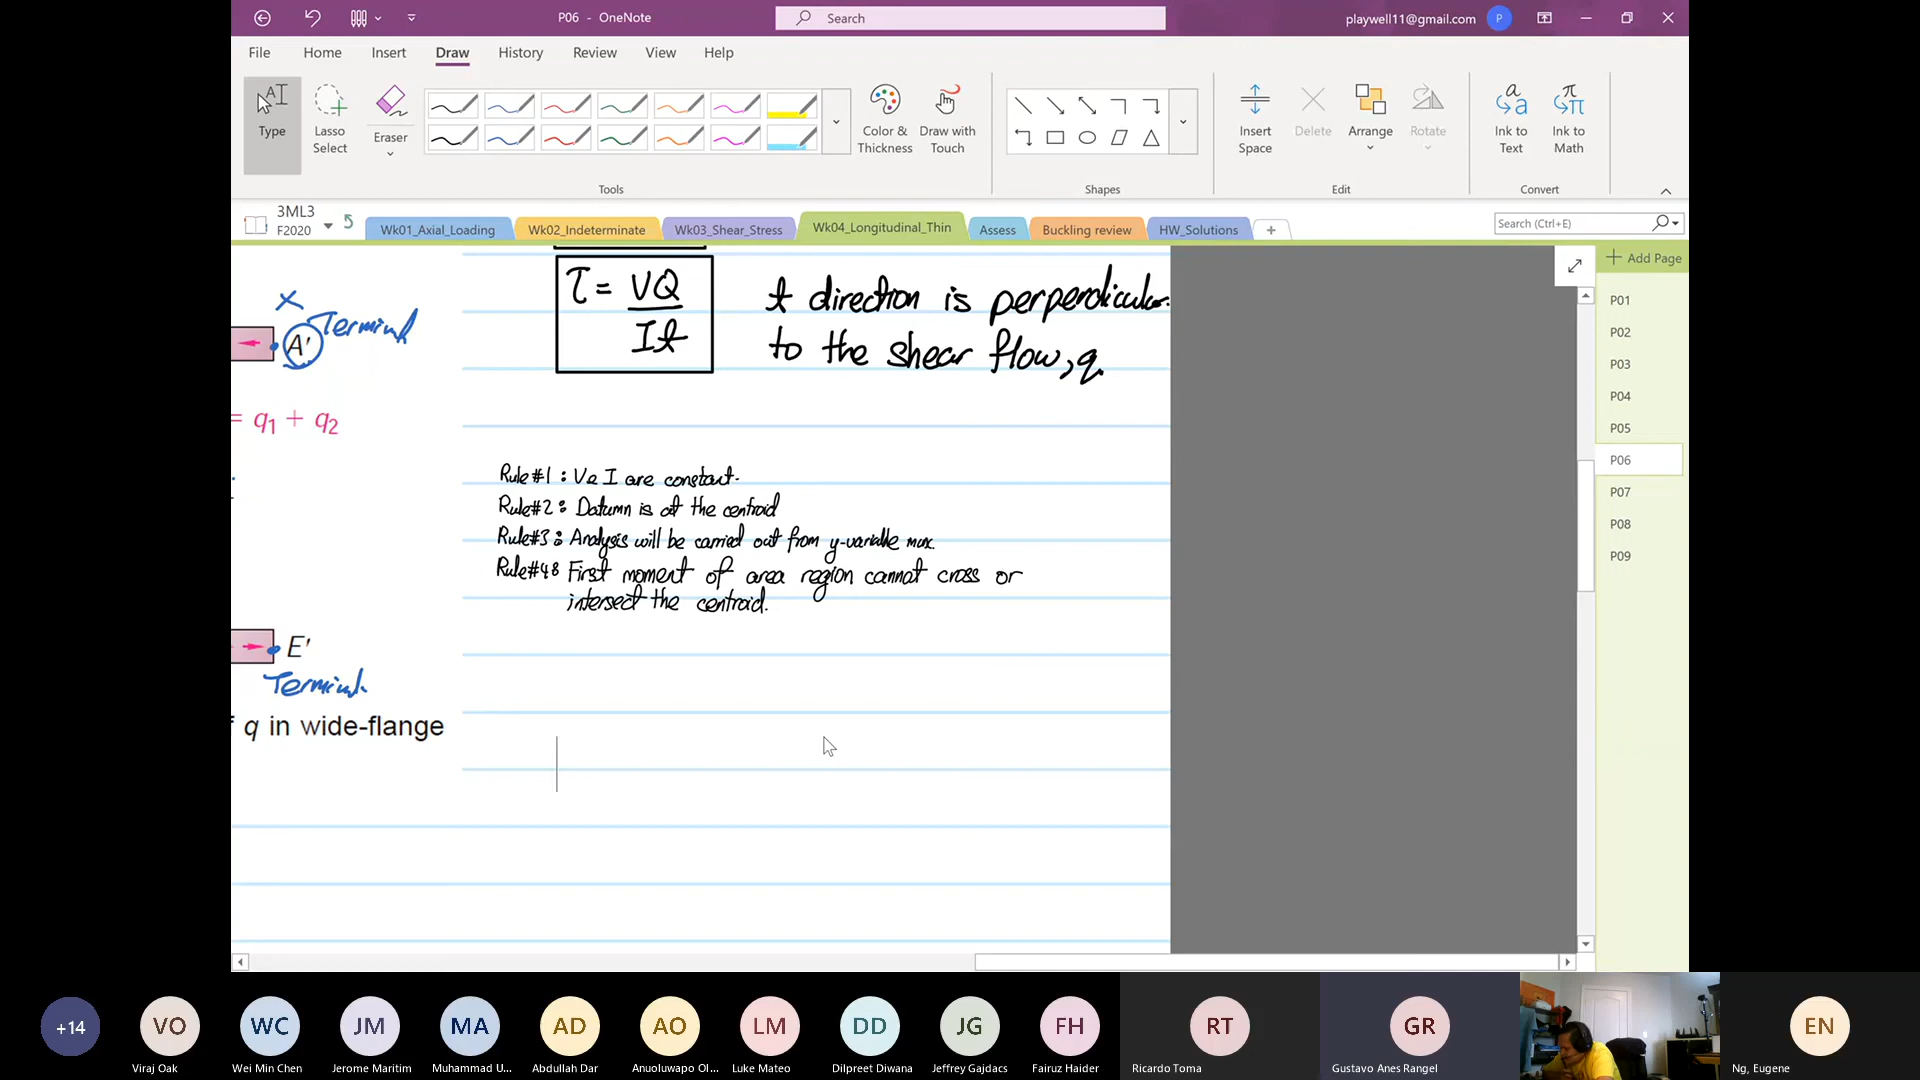 P06 - OneNote
Search
playwell11@gmail.com
P
File
Home
Insert
Draw
History
Review
View
Help
Type
Lasso Select
Eraser
Color & Thickness
Draw with Touch
Insert Space
Delete
Arrange
Rotate
Ink to Text
Ink to Math
Tools
Shapes
Edit
Convert
3ML3
F2020
Wk01_Axial_Loading
Wk02_Indeterminate
Wk03_Shear_Stress
Wk04_Longitudinal_Thin
Assess
Buckling review
HW_Solutions
Search (Ctrl+E)
Add Page
P01
P02
P03
P04
P05
P06
P07
P08
P09
τ = VQ / It
t direction is perpendicular
to the shear flow, q.
A'
Terminal
= q1 + q2
Rule#1 : V & I are constant.
Rule#2 : Datumn is at the centroid
Rule#3 : Analysis will be carried out from y-variable max.
Rule#4 : First moment of area region cannot cross or
intersect the centroid.
E'
Terminal
q in wide-flange
+14
VO
WC
JM
MA
AD
AO
LM
DD
JG
FH
RT
GR
EN
Viraj Oak
Wei Min Chen
Jerome Maritim
Muhammad U...
Abdullah Dar
Anuoluwapo Ol...
Luke Mateo
Dilpreet Diwana
Jeffrey Gajdacs
Fairuz Haider
Ricardo Toma
Gustavo Anes Rangel
Ng, Eugene